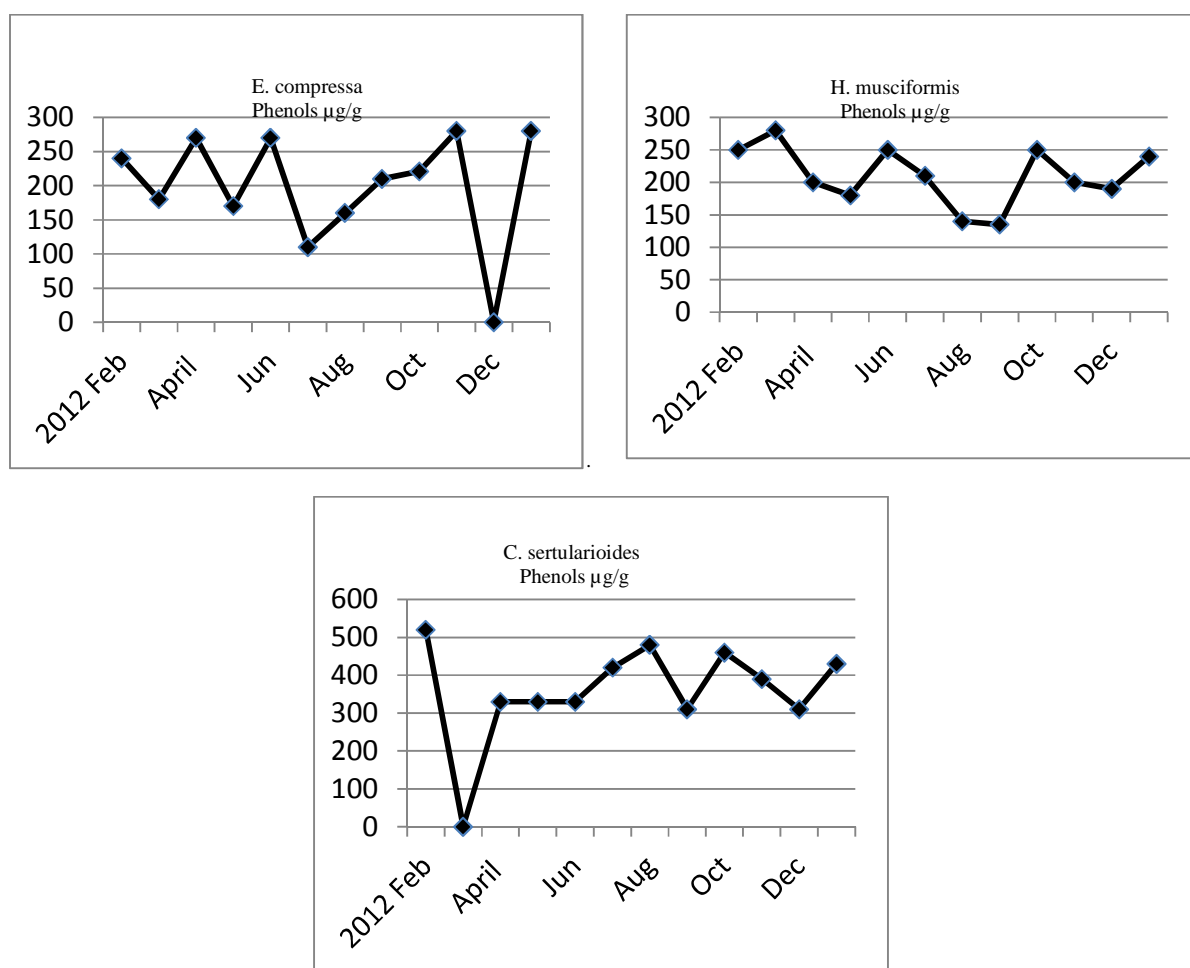 E. compressa
Phenols µg/g
300
250
200
150
100
50
0
2012 Feb
April
Jun
Aug
Oct
Dec
.
H. musciformis
Phenols µg/g
300
250
200
150
100
50
0
2012 Feb
April
Jun
Aug
Oct
Dec
C. sertularioides
Phenols µg/g
600
500
400
300
200
100
0
2012 Feb
April
Jun
Aug
Oct
Dec